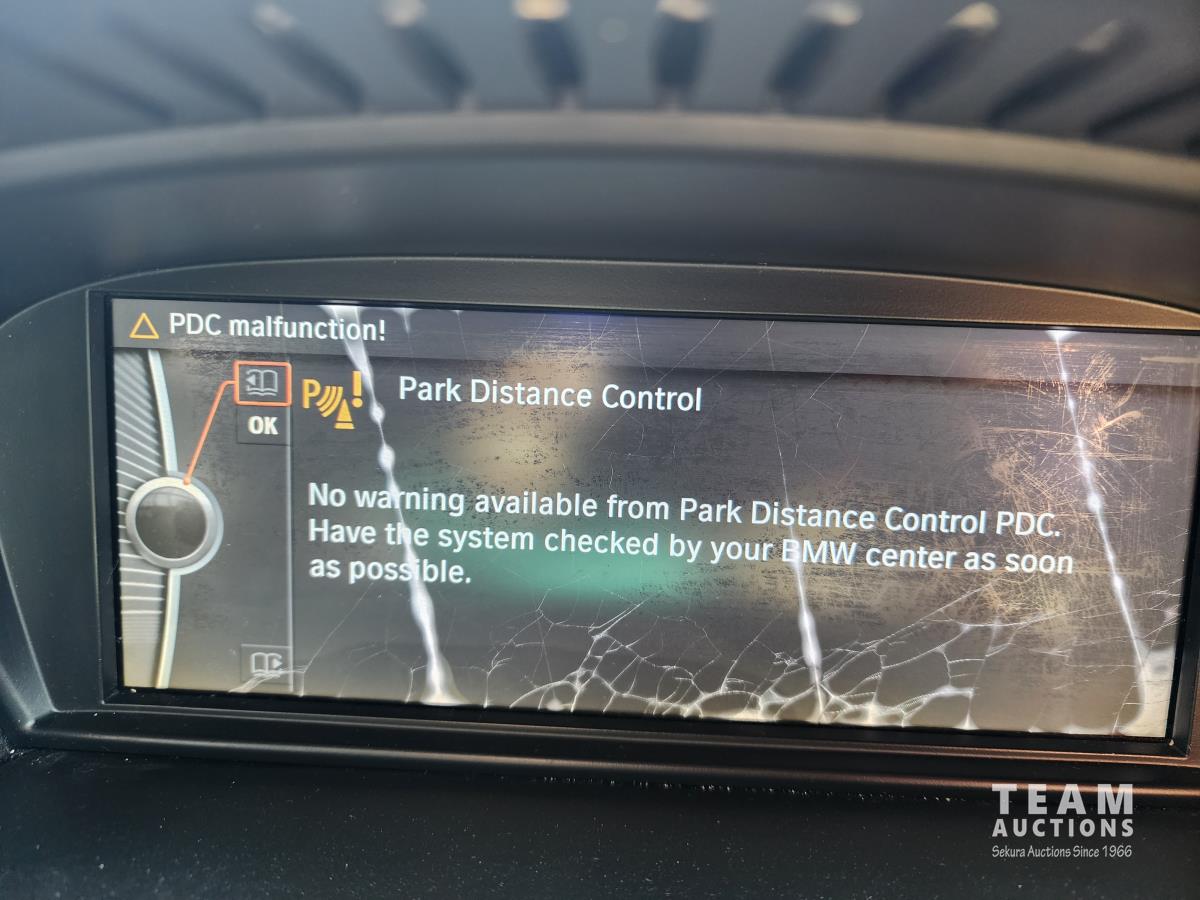 PDC malfunction!
OK
P!
Park Distance Control
No warning available from Park Distance Control PDC.
Have the system checked by your BMW center as soon
as possible.
TEAM
AUCTIONS
Sekura Auctions Since 1966